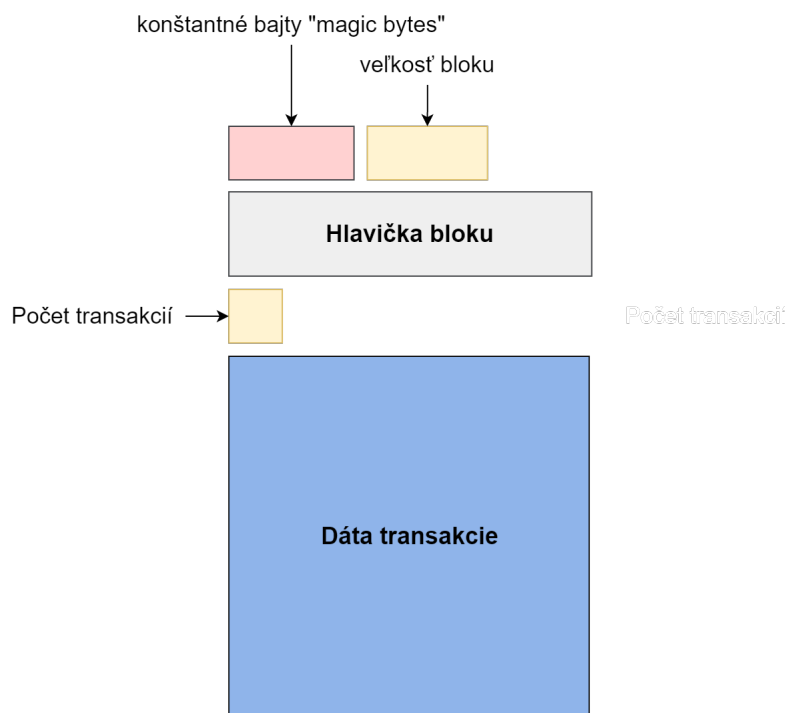 konštantné bajty "magic bytes"
veľkosť bloku
Hlavička bloku
Počet transakcií
Počet transakcií
Dáta transakcie